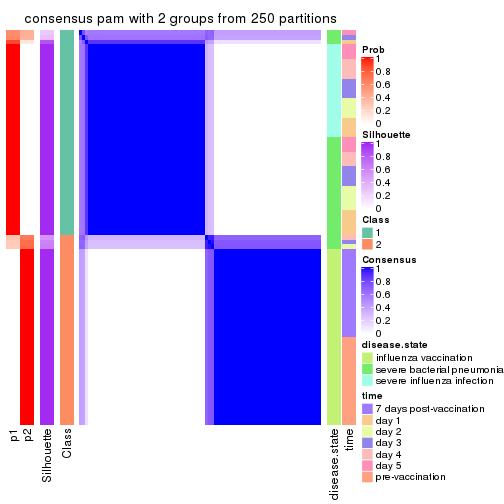 consensus pam with 2 groups from 250 partitions
Prob
1
0.8
0.6
0.4
0.2
0
Silhouette
1
0.8
0.6
0.4
0.2
0
Class
1
2
Consensus
1
0.8
0.6
0.4
0.2
0
disease.state
influenza vaccination
severe bacterial pneumonia
severe influenza infection
time
7 days post-vaccination
day 1
day 2
day 3
day 4
day 5
pre-vaccination
p1
p2
Silhouette
Class
disease.state
time